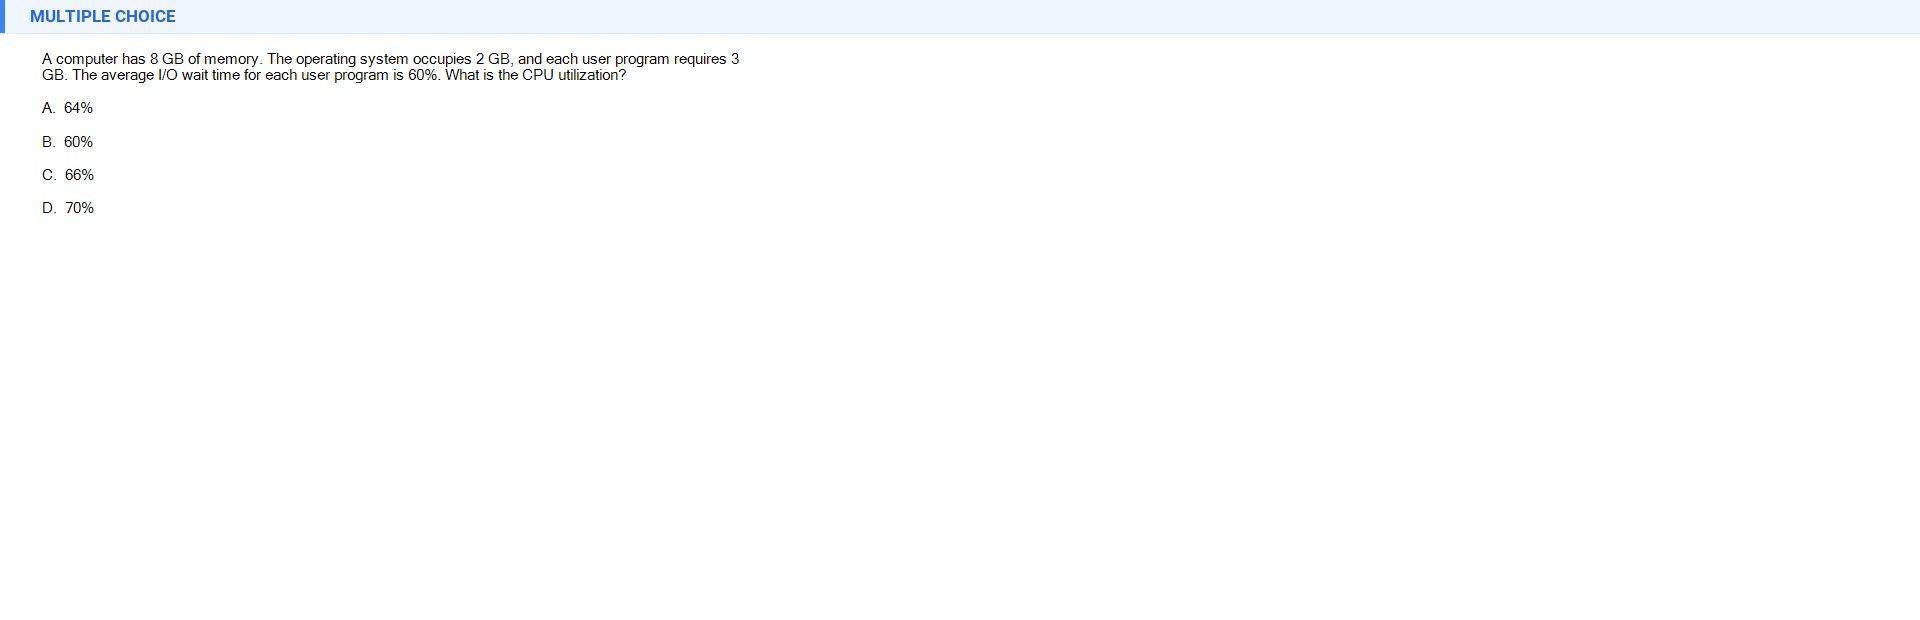 MULTIPLE CHOICE
A computer has 8 GB of memory. The operating system occupies 2 GB, and each user program requires 3
GB. The average I/O wait time for each user program is 60%. What is the CPU utilization?
A. 64%
B. 60%
C. 66%
D. 70%